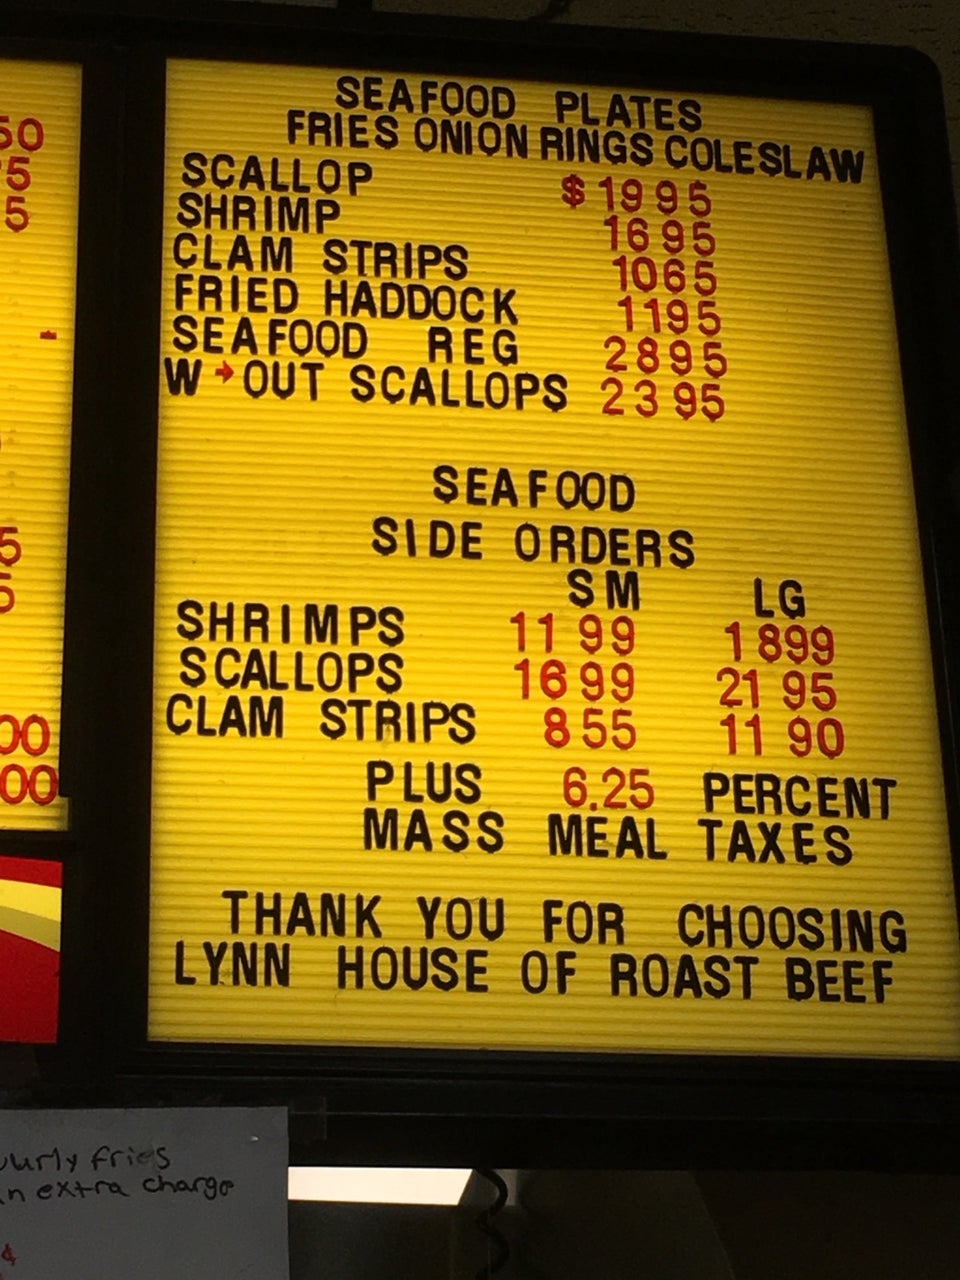 SEAFOOD PLATES
FRIES ONION RINGS COLESLAW
SCALLOP $1995
SHRIMP 1695
CLAM STRIPS 1065
FRIED HADDOCK 1195
SEAFOOD REG 2895
W→OUT SCALLOPS 2395
SEAFOOD
SIDE ORDERS
SM LG
SHRIMPS 1199 1899
SCALLOPS 1699 2195
CLAM STRIPS 855 1190
PLUS 6.25 PERCENT
MASS MEAL TAXES
THANK YOU FOR CHOOSING
LYNN HOUSE OF ROAST BEEF
fries
extra charge